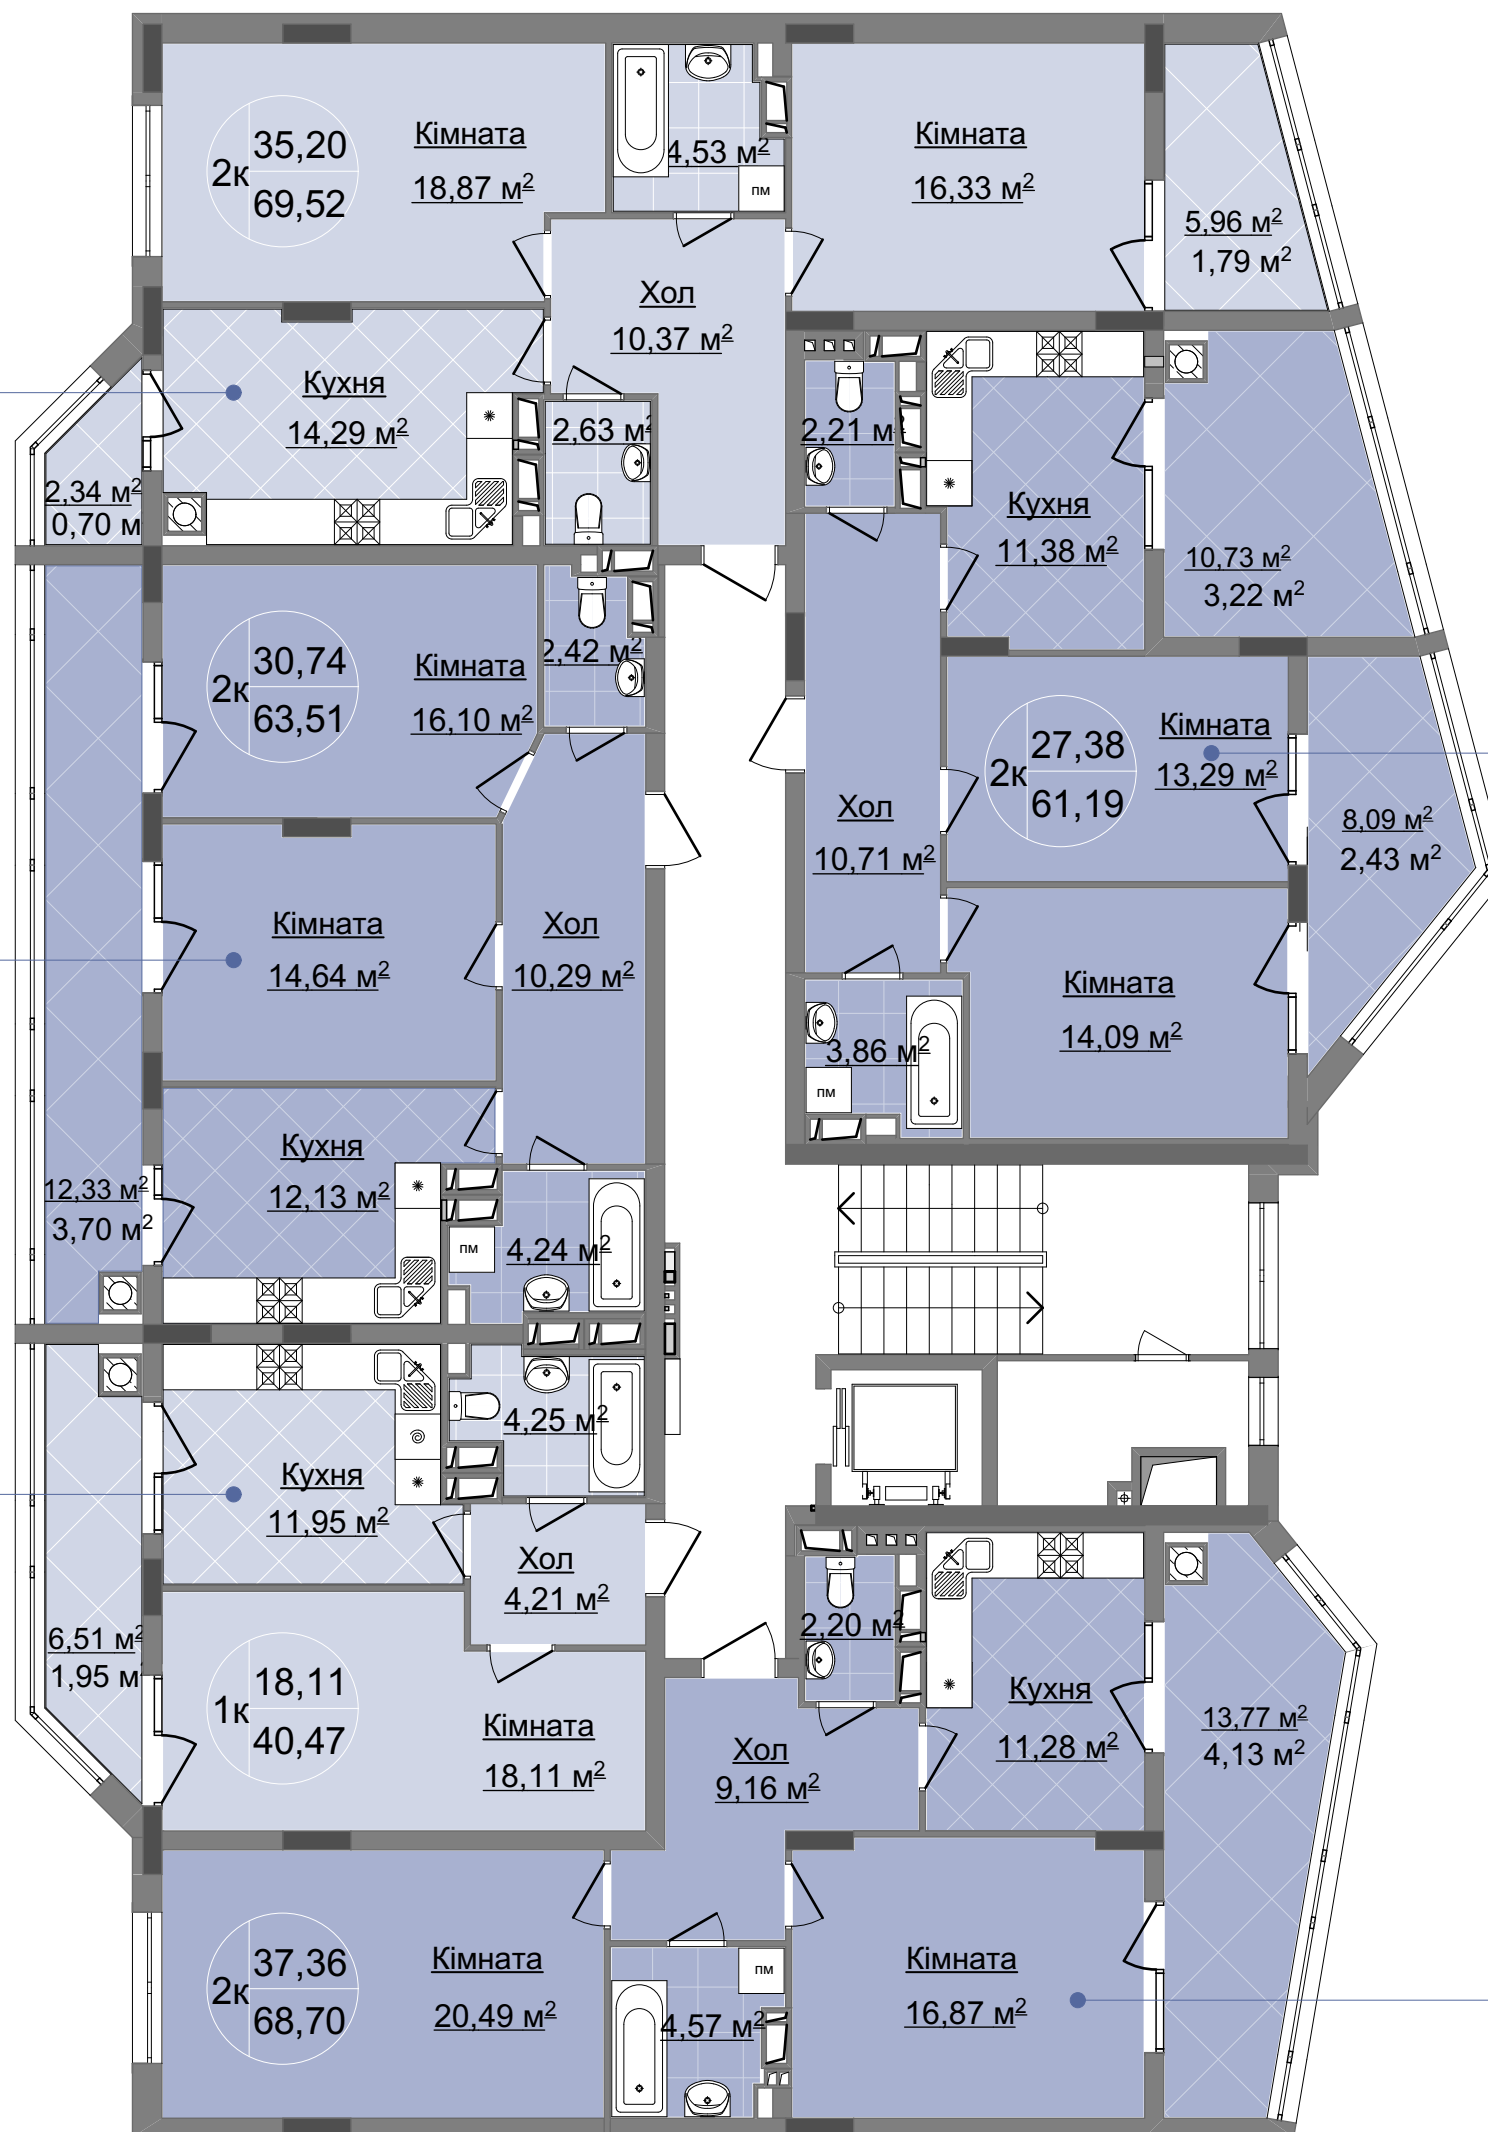 35,20
2к
69,52
Кімната
18,87 м²
4,53 м²
пм
Кімната
16,33 м²
5,96 м²
1,79 м²
Хол
10,37 м²
Кухня
14,29 м²
2,63 м²
2,34 м²
0,70 м
2,21 м²
Кухня
11,38 м²
10,73 м²
3,22 м²
30,74
2к
63,51
Кімната
16,10 м²
2,42 м²
27,38
2к
61,19
Кімната
13,29 м²
Хол
10,71 м²
8,09 м²
2,43 м²
Кімната
14,64 м²
Хол
10,29 м²
Кімната
14,09 м²
3,86 м²
пм
Кухня
12,13 м²
12,33 м²
3,70 м²
пм
4,24 м²
4,25 м²
Кухня
11,95 м²
Хол
4,21 м²
6,51 м²
1,95 м
18,11
1к
40,47
Кімната
18,11 м²
2,20 м²
Кухня
11,28 м²
13,77 м²
4,13 м²
Хол
9,16 м²
37,36
2к
68,70
Кімната
20,49 м²
пм
4,57 м²
Кімната
16,87 м²